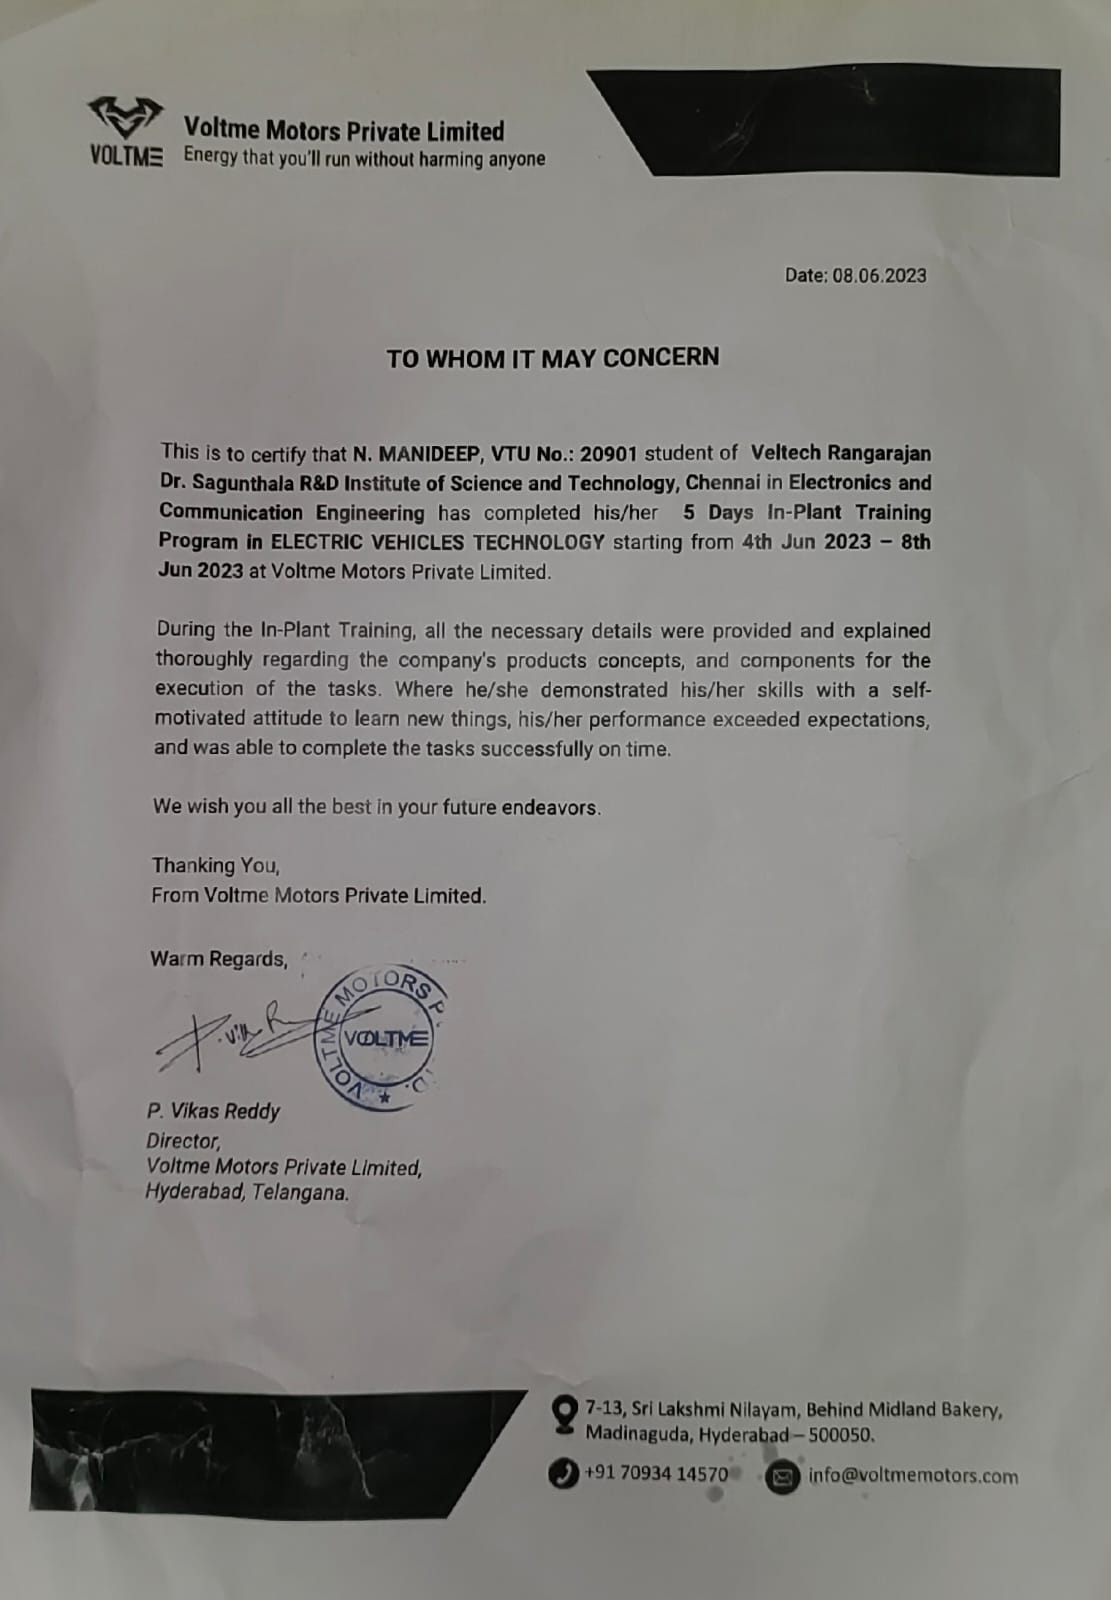 VOLTME
Voltme Motors Private Limited
Energy that you'll run without harming anyone
Date: 08.06.2023
TO WHOM IT MAY CONCERN
This is to certify that N. MANIDEEP, VTU No.: 20901 student of Veltech Rangarajan
Dr. Sagunthala R&D Institute of Science and Technology, Chennai in Electronics and
Communication Engineering has completed his/her 5 Days In-Plant Training
Program in ELECTRIC VEHICLES TECHNOLOGY starting from 4th Jun 2023 – 8th
Jun 2023 at Voltme Motors Private Limited.
During the In-Plant Training, all the necessary details were provided and explained
thoroughly regarding the company's products concepts, and components for the
execution of the tasks. Where he/she demonstrated his/her skills with a self-
motivated attitude to learn new things, his/her performance exceeded expectations,
and was able to complete the tasks successfully on time.
We wish you all the best in your future endeavors.
Thanking You,
From Voltme Motors Private Limited.
Warm Regards,
VOLTME MOTORS P
VOLTME
P. Vikas Reddy
Director,
Voltme Motors Private Limited,
Hyderabad, Telangana.
7-13, Sri Lakshmi Nilayam, Behind Midland Bakery,
Madinaguda, Hyderabad – 500050.
+91 70934 14570 info@voltmemotors.com